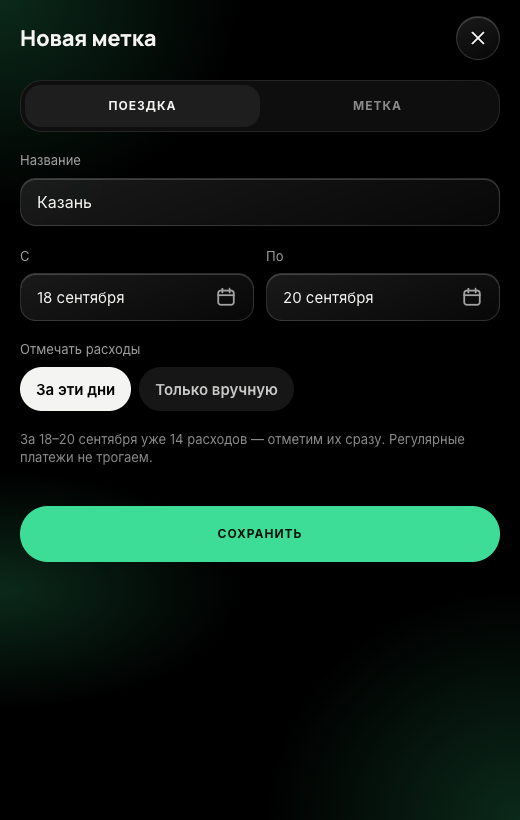 Новая метка
ПОЕЗДКА
МЕТКА
Название
Казань
С
По
18 сентября
20 сентября
Отмечать расходы
За эти дни
Только вручную
За 18–20 сентября уже 14 расходов — отметим их сразу. Регулярные
платежи не трогаем.
СОХРАНИТЬ